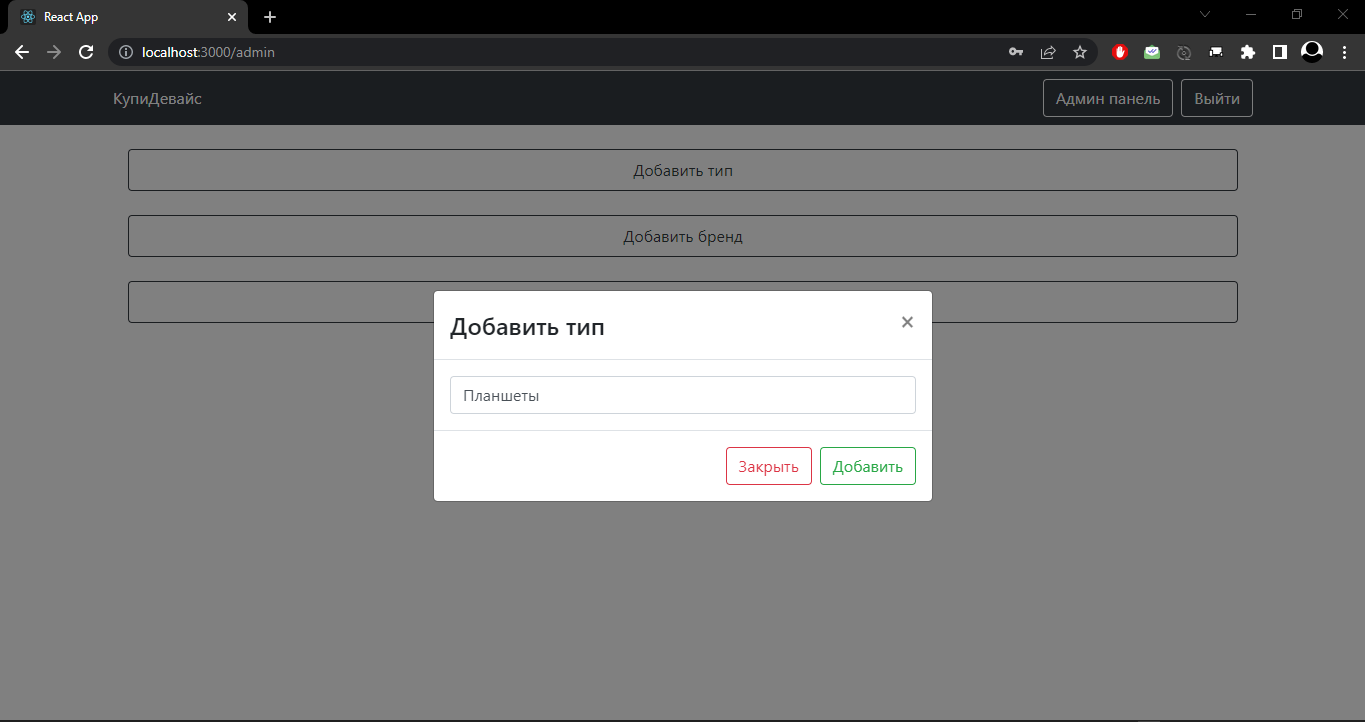 React App
localhost:3000/admin
КупиДевайс
Админ панель
Выйти
Добавить тип
Добавить бренд
Добавить тип
×
Планшеты
Закрыть
Добавить